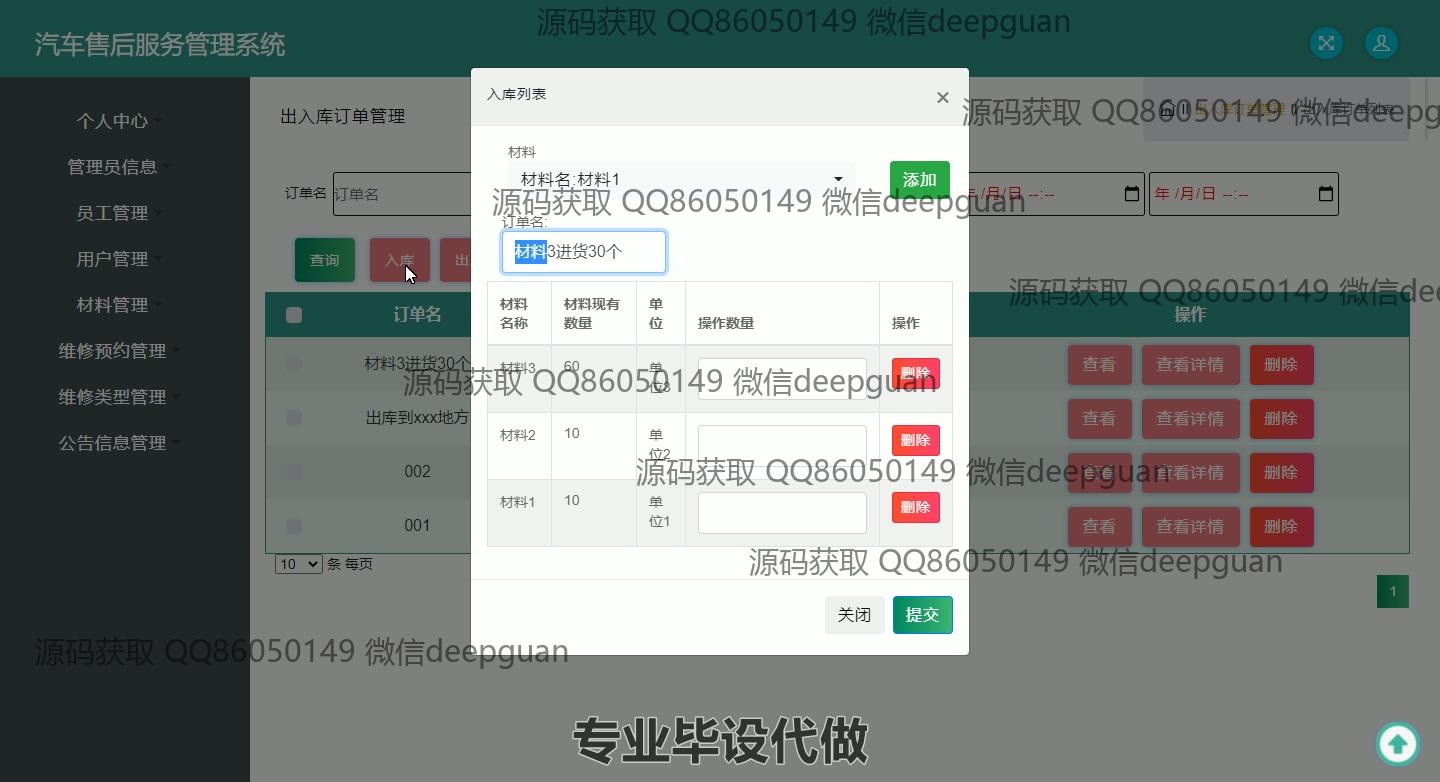 源码获取 QQ86050149 微信deepguan
汽车售后服务管理系统
入库列表
×
个人中心
管理员信息
员工管理
用户管理
材料管理
维修预约管理
维修类型管理
公告信息管理
出入库订单管理
源码获取 QQ86050149 微信deepg
材料
材料名:材料1
添加
订单名
订单名
年 /月/日 --:--
年 /月/日 --:--
源码获取 QQ86050149 微信deepguan
订单名:
材料3进货30个
查询
入库
出
源码获取 QQ86050149 微信dee
订单名
操作
材料名称
材料现有数量
单位
操作数量
操作
材料3进货30个
材料3
60
单位3
删除
查看
查看详情
删除
源码获取 QQ86050149 微信deepguan
出库到xxx地方
材料2
10
单位2
删除
查看
查看详情
删除
源码获取 QQ86050149 微信deepguan
002
查看
查看详情
删除
材料1
10
单位1
删除
001
查看
查看详情
删除
10
条 每页
源码获取 QQ86050149 微信deepguan
1
关闭
提交
源码获取 QQ86050149 微信deepguan
专业毕设代做